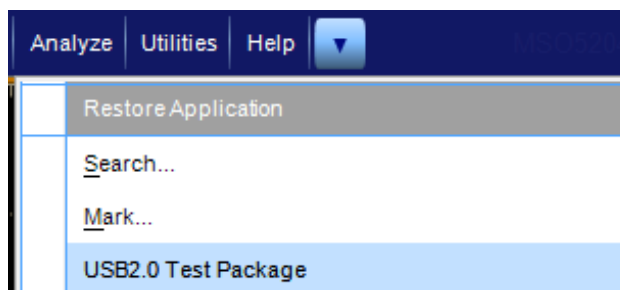 Analyze Utilities Help
Restore Application
Search...
Mark...
USB2.0 Test Package